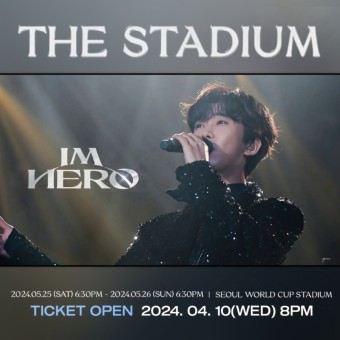 THE STADIUM
IM
HERO
2024.05.25 (SAT) 6:30PM - 2024.05.26 (SUN) 6:30PM | SEOUL WORLD CUP STADIUM
TICKET OPEN 2024. 04. 10(WED) 8PM